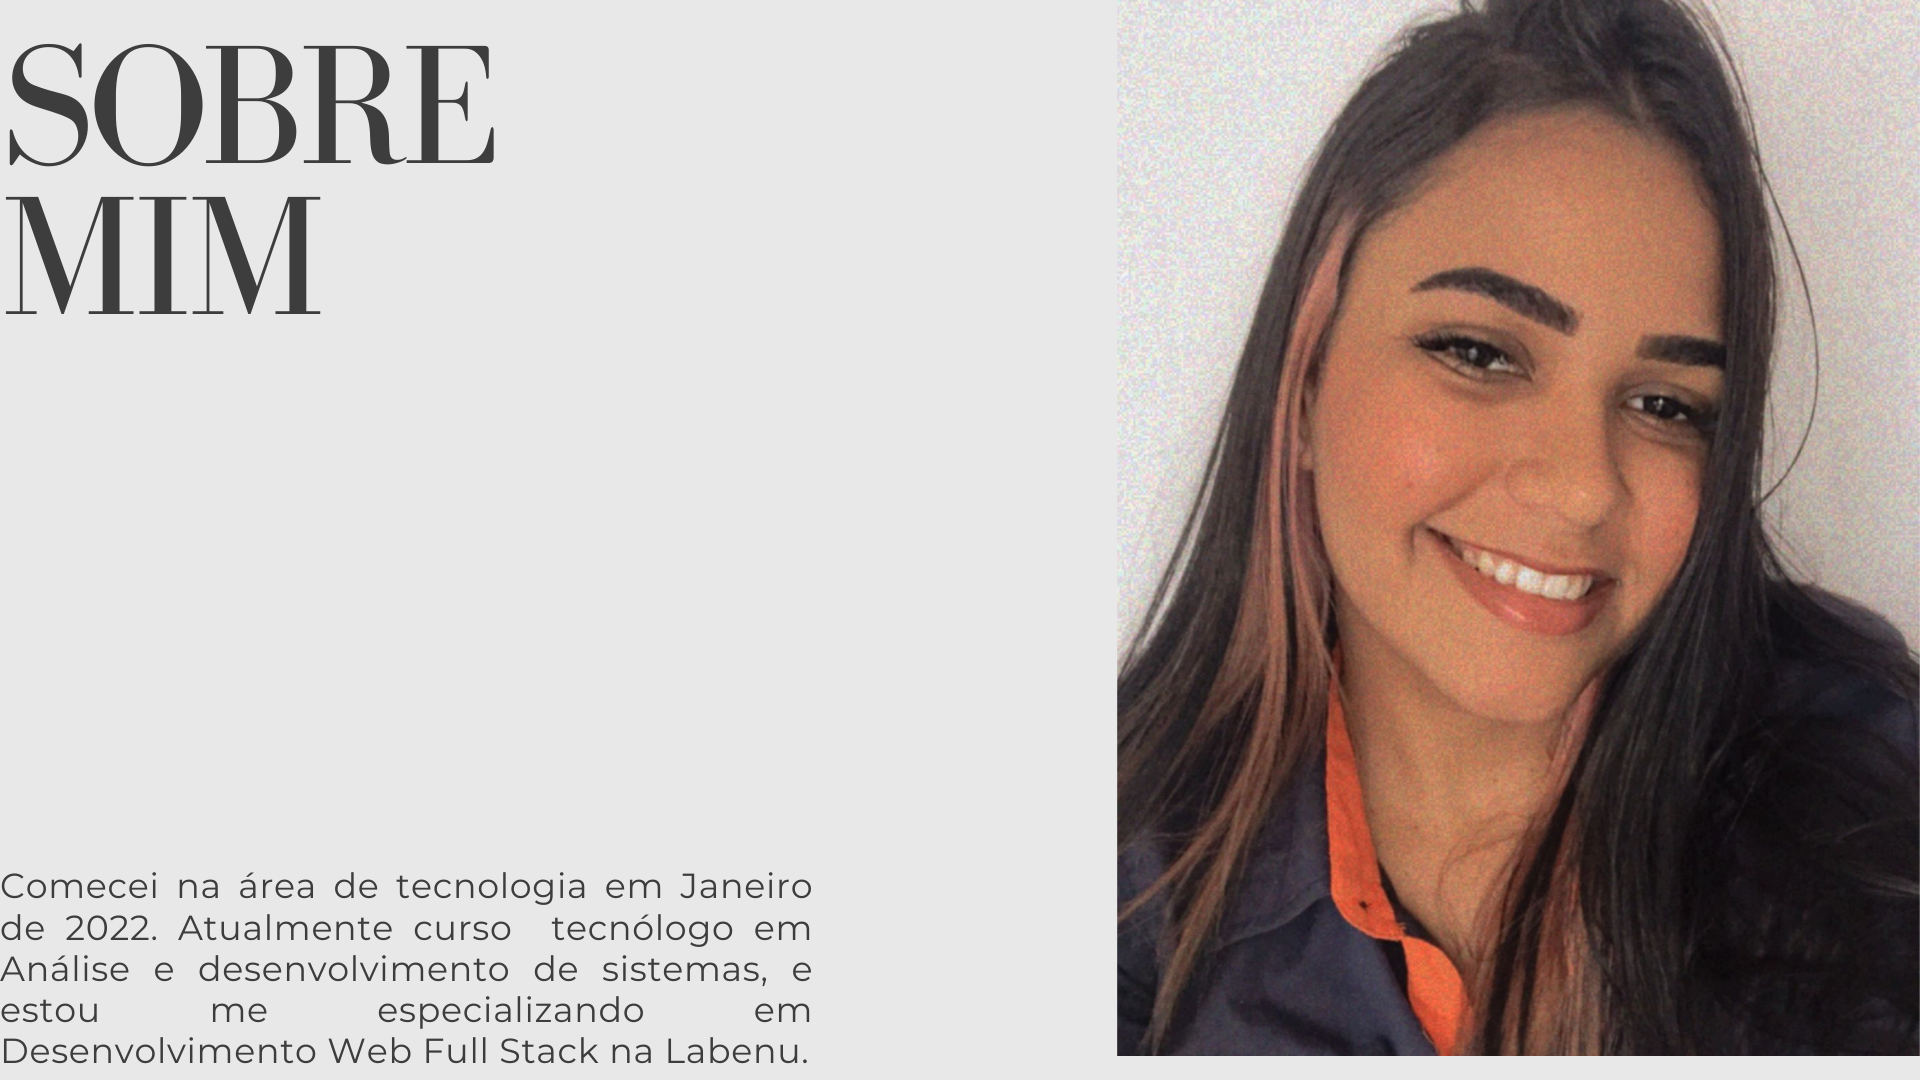 SOBRE
MIM
Comecei na área de tecnologia em Janeiro
de 2022. Atualmente curso tecnólogo em
Análise e desenvolvimento de sistemas, e
estou me especializando em
Desenvolvimento Web Full Stack na Labenu.